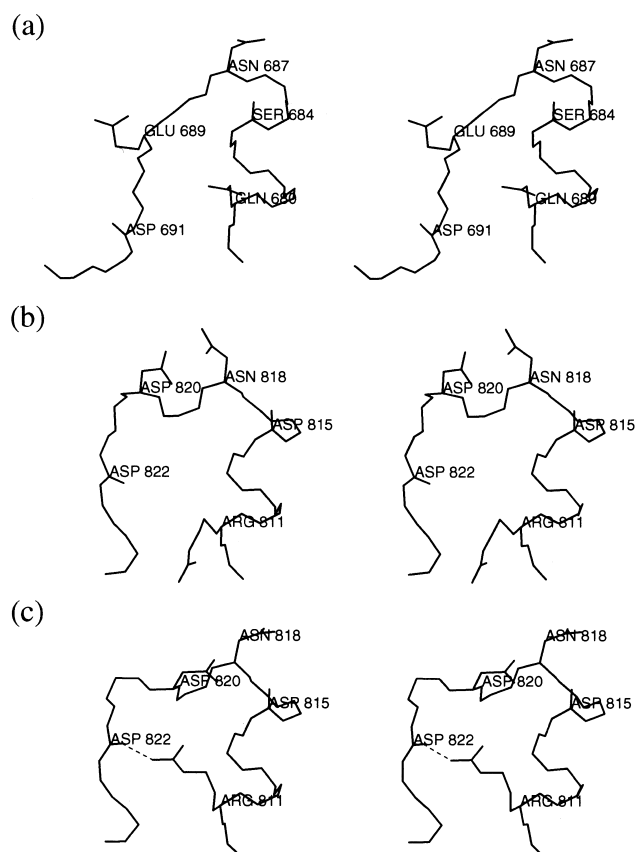 (a)
ASN 687 ASN 687
SER 684 SER 684
GLU 689 GLU 689
GLN 680 GLN 680
ASP 691 ASP 691
(b)
ASN 818 ASN 818
ASP 820 ASP 820
ASP 815 ASP 815
ASP 822 ASP 822
ARG 811 ARG 811
(c)
ASN 818 ASN 818
ASP 820 ASP 820
ASP 815 ASP 815
ASP 822 ASP 822
ARG 811 ARG 811